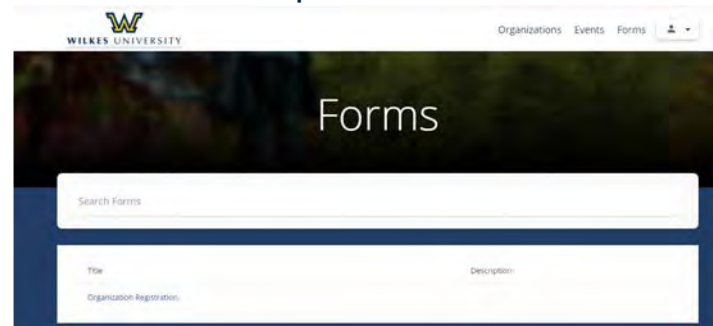 WILKES UNIVERSITY
Organizations Events Forms
Forms
Search Forms
Title Description
Organization Registration.